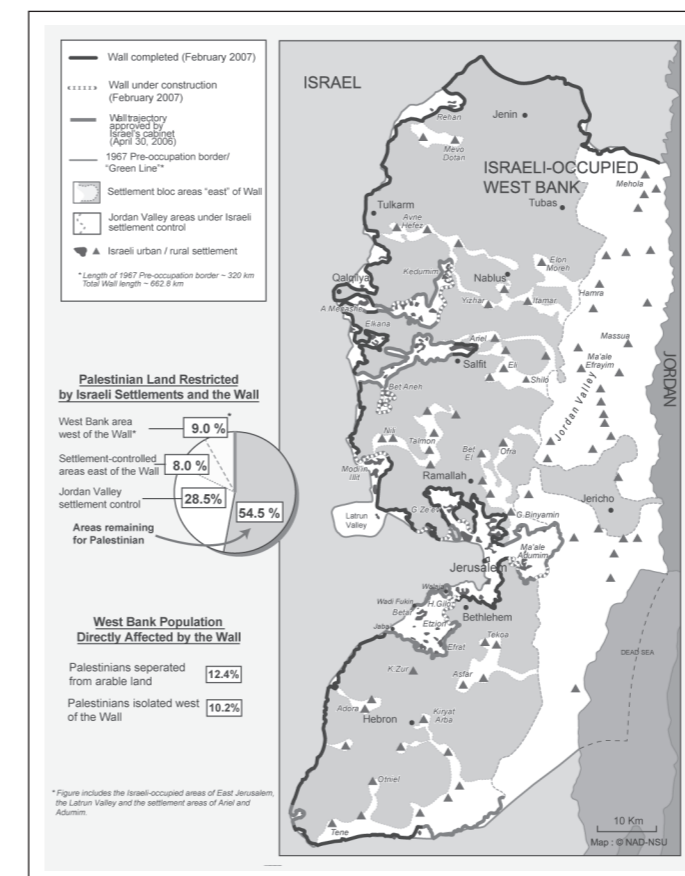 Wall completed (February 2007)
Wall under construction
(February 2007)
Wall trajectory
approved by
Israel's cabinet
(April 30, 2006)
1967 Pre-occupation border/
"Green Line"*
Settlement bloc areas "east" of Wall
Jordan Valley areas under Israeli
settlement control
Israeli urban / rural settlement
* Length of 1967 Pre-occupation border ~ 320 km
Total Wall length ~ 662.8 km
Palestinian Land Restricted
by Israeli Settlements and the Wall
West Bank area
west of the Wall*
9.0 %
*
Settlement-controlled
areas east of the Wall
8.0 %
Jordan Valley
settlement control
28.5%
54.5 %
Areas remaining
for Palestinian
West Bank Population
Directly Affected by the Wall
Palestinians seperated
from arable land
12.4%
Palestinians isolated west
of the Wall
10.2%
* Figure includes the Israeli-occupied areas of East Jerusalem,
the Latrun Valley and the settlement areas of Ariel and
Adumim.
ISRAEL
Rehan
Jenin
Mevo
Dotan
ISRAELI-OCCUPIED
WEST BANK
Mehola
Tulkarm
Tubas
Avne
Hefez
Elon
Moreh
Qalqilya
Kedumim
Nablus
Hamra
Yizhar
Itamar
Elkana
Massua
Ariel
Ma'ale
Efrayim
JORDAN
Salfit
Eli
Shilo
Jordan Valley
Bet Aneh
Nili
Talmon
Bet
El
Ofra
Modi'in
Illit
Ramallah
Jericho
Latrun
Valley
G.Ze'ev
G.Binyamin
Ma'ale
Adumim
Jerusalem
Wadi Fukin
Betar
H.Gilo
Jaba
Etzion
Bethlehem
Efrat
Tekoa
DEAD SEA
K Zur
Asfar
Adora
Kiryat
Arba
Hebron
Otniel
Tene
10 Km
Map : © NAD-NSU